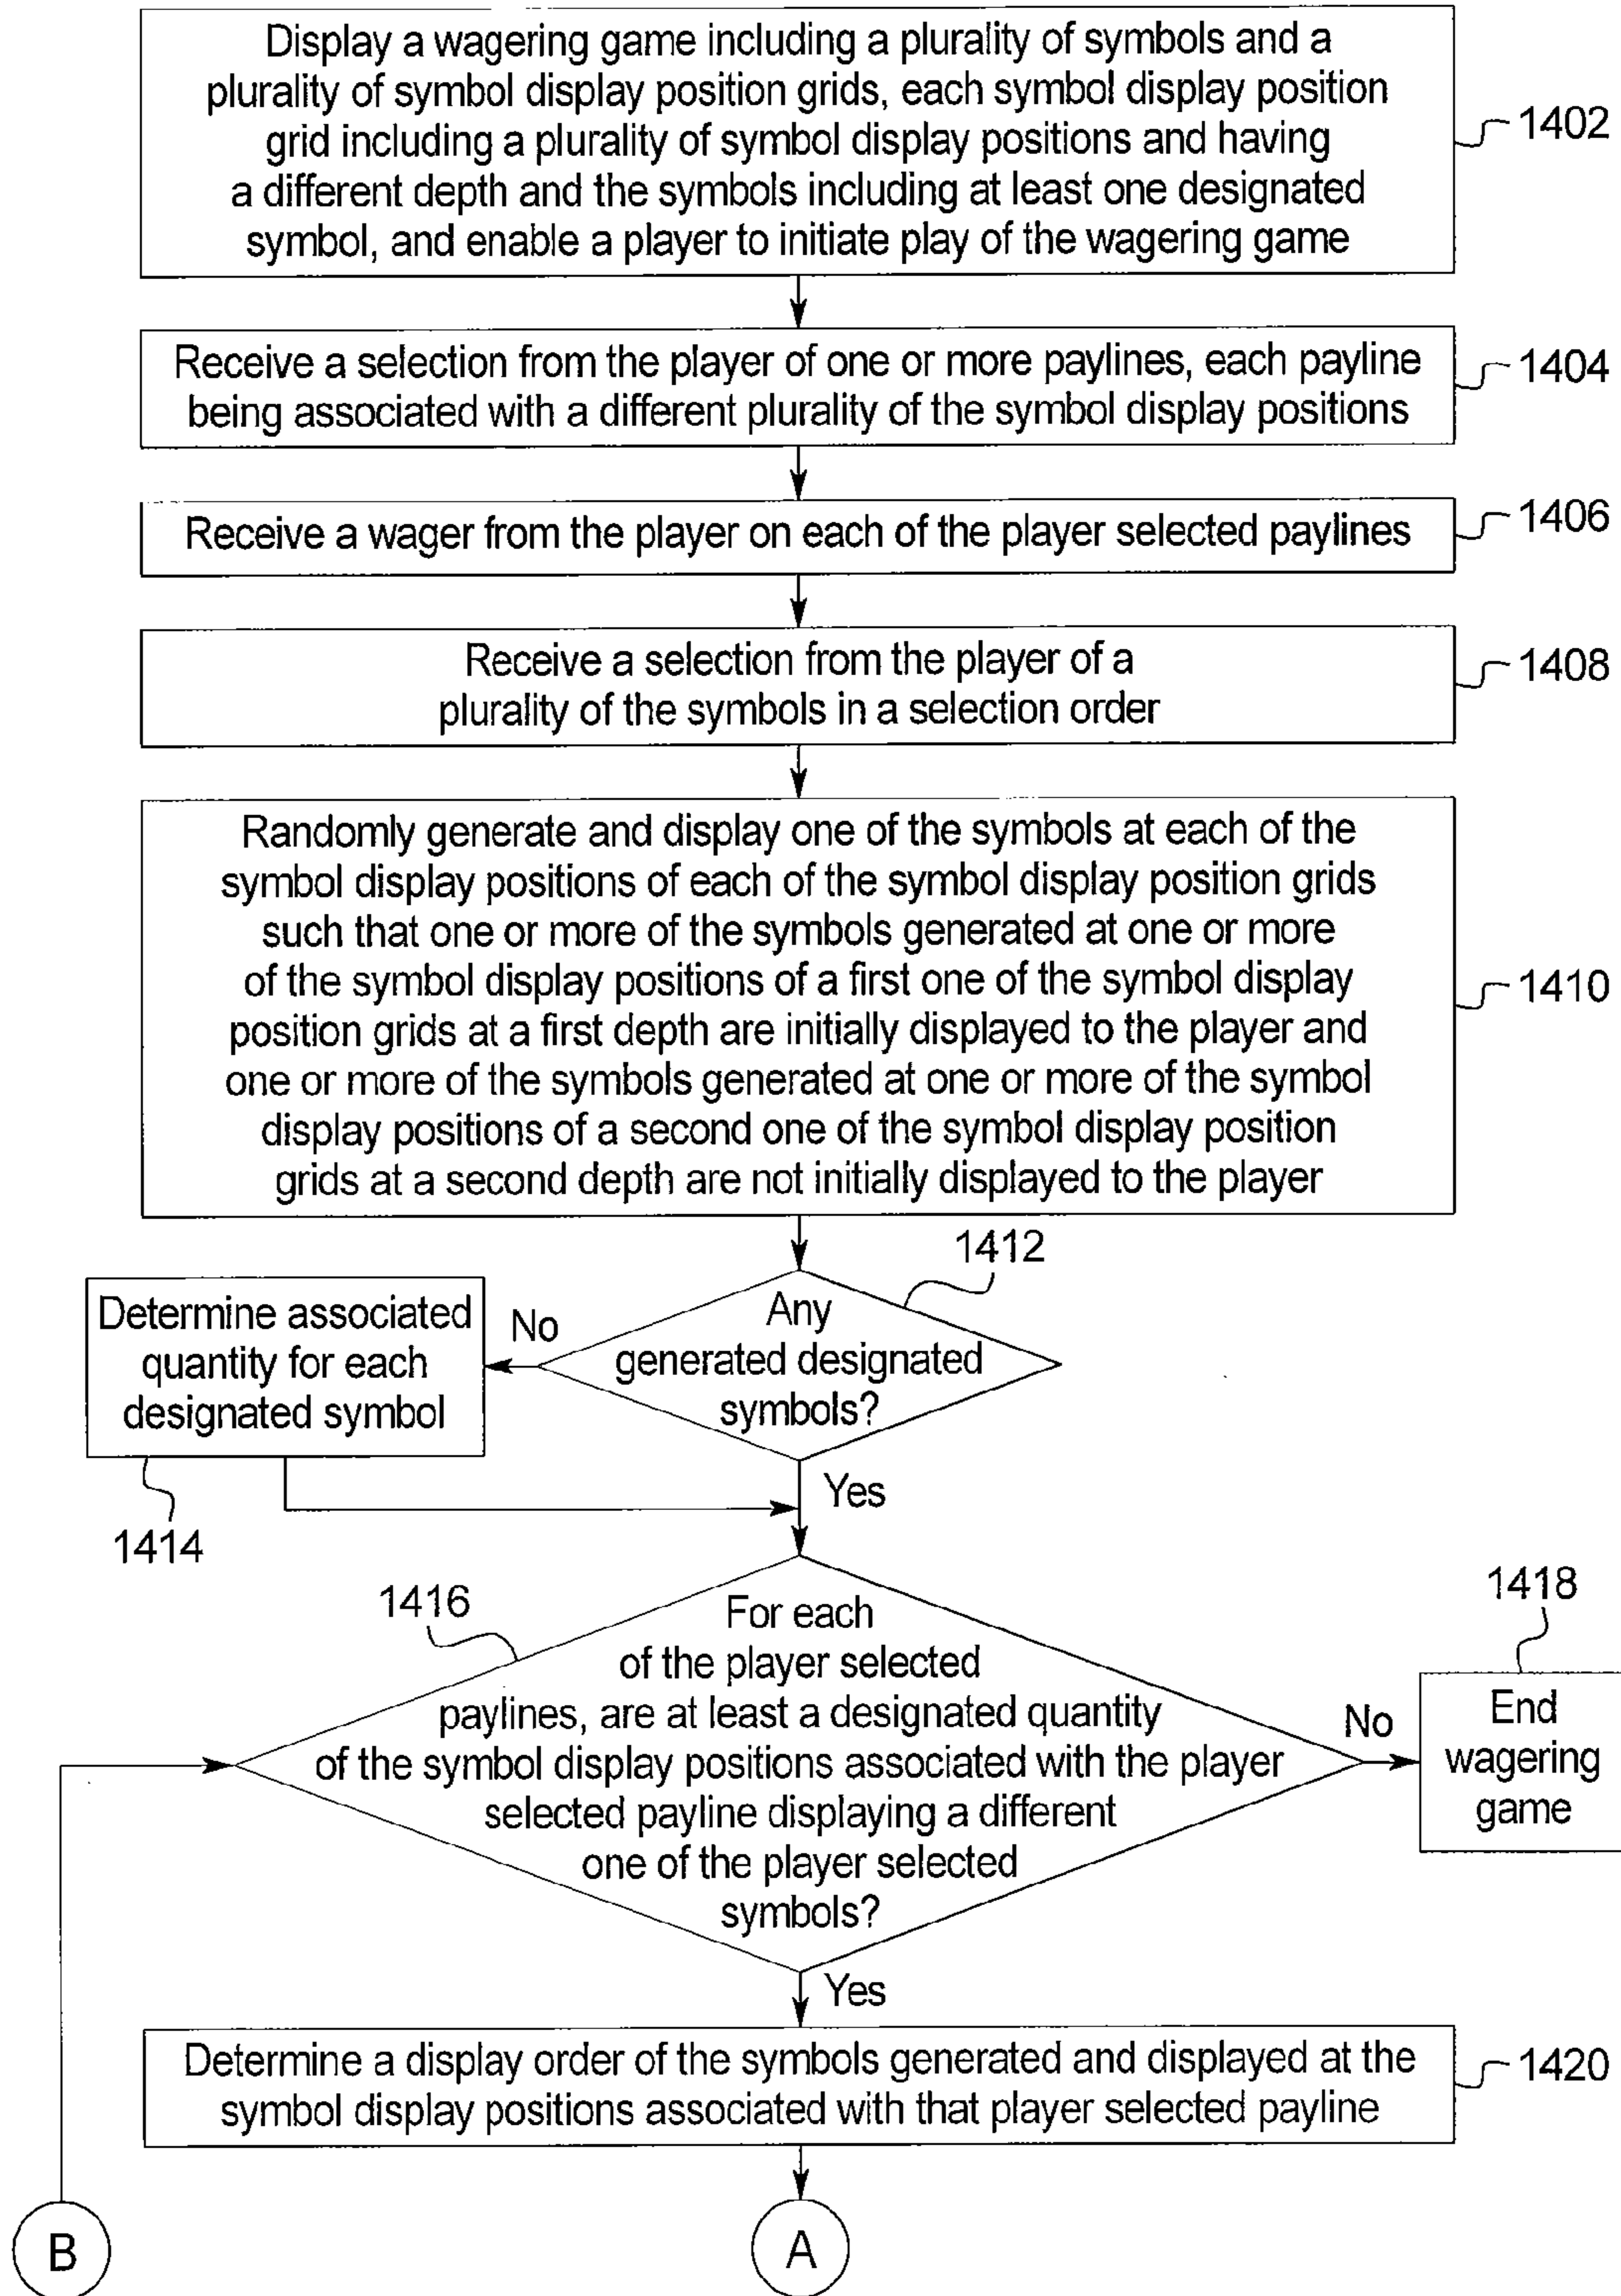 Display a wagering game including a plurality of symbols and a
plurality of symbol display position grids, each symbol display position
grid including a plurality of symbol display positions and having
a different depth and the symbols including at least one designated
symbol, and enable a player to initiate play of the wagering game
1402
Receive a selection from the player of one or more paylines, each payline
being associated with a different plurality of the symbol display positions
1404
Receive a wager from the player on each of the player selected paylines
1406
Receive a selection from the player of a
plurality of the symbols in a selection order
1408
Randomly generate and display one of the symbols at each of the
symbol display positions of each of the symbol display position grids
such that one or more of the symbols generated at one or more
of the symbol display positions of a first one of the symbol display
position grids at a first depth are initially displayed to the player and
one or more of the symbols generated at one or more of the symbol
display positions of a second one of the symbol display position
grids at a second depth are not initially displayed to the player
1410
1412
Any
generated designated
symbols?
No
Determine associated
quantity for each
designated symbol
1414
Yes
1416
For each
of the player selected
paylines, are at least a designated quantity
of the symbol display positions associated with the player
selected payline displaying a different
one of the player selected
symbols?
No
1418
End
wagering
game
Yes
Determine a display order of the symbols generated and displayed at the
symbol display positions associated with that player selected payline
1420
B
A